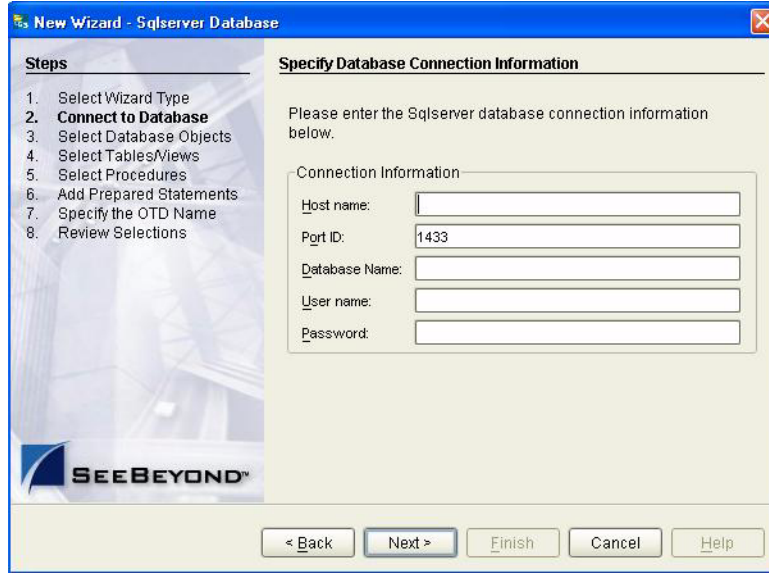 New Wizard - Sqlserver Database
Steps
1. Select Wizard Type
2. Connect to Database
3. Select Database Objects
4. Select Tables/Views
5. Select Procedures
6. Add Prepared Statements
7. Specify the OTD Name
8. Review Selections
SEEBEYOND™
Specify Database Connection Information
Please enter the Sqlserver database connection information
below.
Connection Information
Host name:
Port ID: 1433
Database Name:
User name:
Password:
< Back Next > Finish Cancel Help